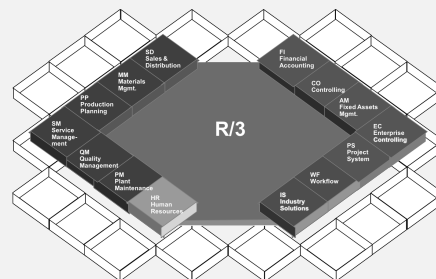 SD
Sales &
Distribution
MM
Materials
Mgmt.
PP
Production
Planning
SM
Service
Manage-
ment
QM
Quality
Management
PM
Plant
Maintenance
HR
Human
Resources
R/3
FI
Financial
Accounting
CO
Controlling
AM
Fixed Assets
Mgmt.
EC
Enterprise
Controlling
PS
Project
System
WF
Workflow
IS
Industry
Solutions